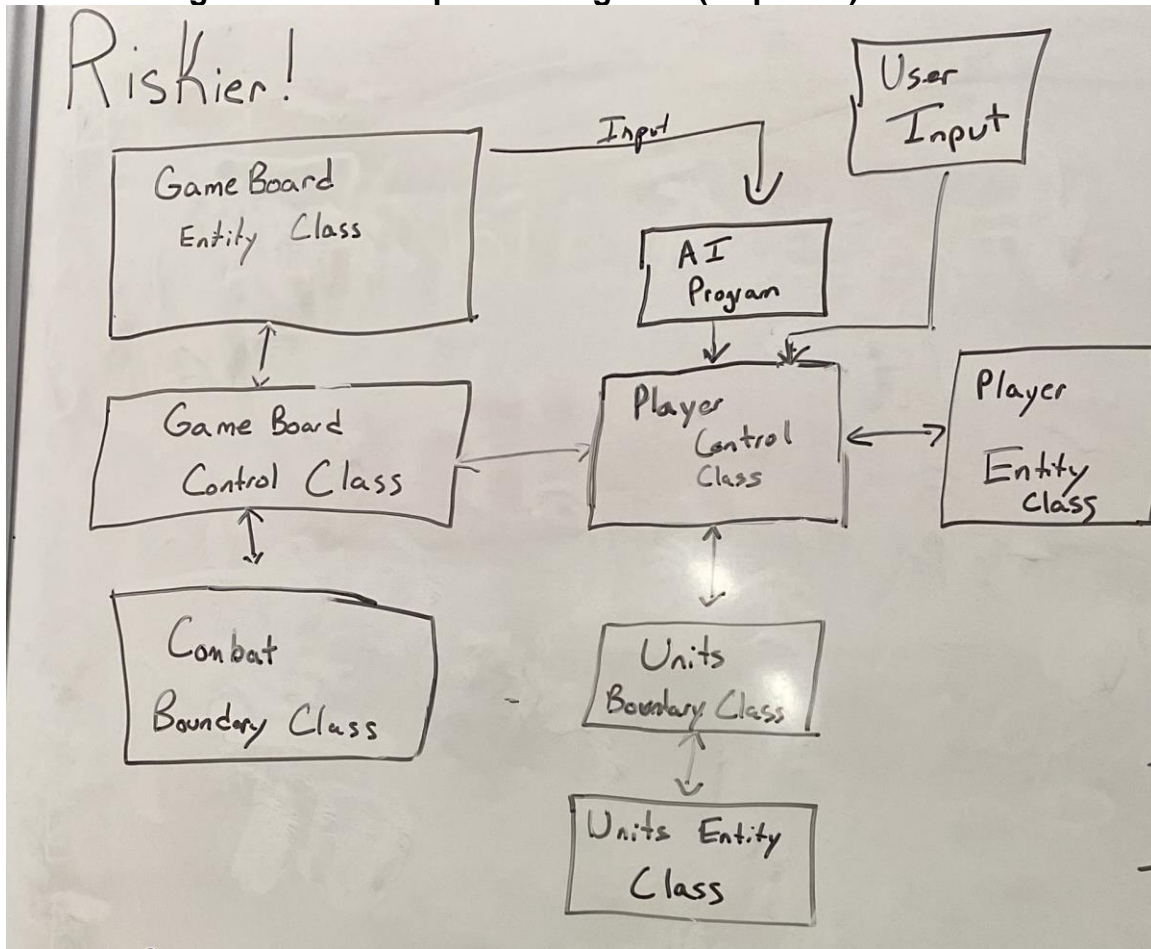 Riskier!
User
Input
Input
Game Board
Entity Class
AI
Program
Game Board
Control Class
Player
Control
Class
Player
Entity
Class
Combat
Boundary Class
Units
Boundary Class
Units Entity
Class